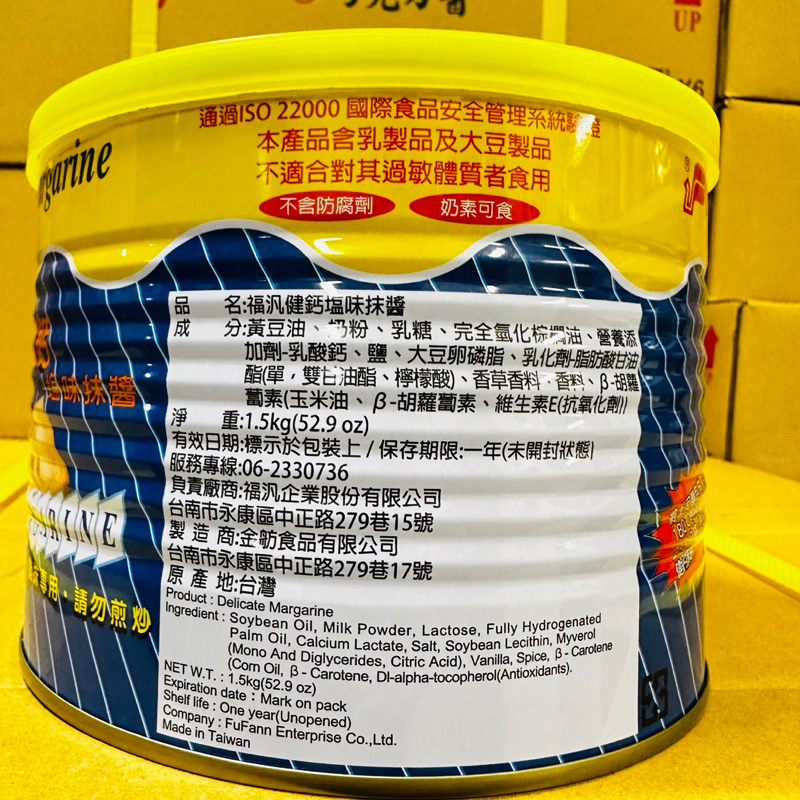 UP
通過ISO 22000 國際食品安全管理系統驗證
本產品含乳製品及大豆製品
不適合對其過敏體質者食用
不含防腐劑 奶素可食
品 名:福汎健鈣塩味抹醬
成 分:黃豆油、奶粉、乳糖、完全氫化棕櫚油、營養添
加劑-乳酸鈣、鹽、大豆卵磷脂、乳化劑-脂肪酸甘油
酯(單,雙甘油酯、檸檬酸)、香草香料、香料、β-胡蘿
蔔素(玉米油、β-胡蘿蔔素、維生素E(抗氧化劑))
淨 重:1.5kg(52.9 oz)
有效日期:標示於包裝上/保存期限:一年(未開封狀態)
服務專線:06-2330736
負責廠商:福汎企業股份有限公司
台南市永康區中正路279巷15號
製 造 商:金舫食品有限公司
台南市永康區中正路279巷17號
原 產 地:台灣
Product : Delicate Margarine
Ingredient : Soybean Oil, Milk Powder, Lactose, Fully Hydrogenated
Palm Oil, Calcium Lactate, Salt, Soybean Lecithin, Myverol
(Mono And Diglycerides, Citric Acid), Vanilla, Spice, β - Carotene
(Corn Oil, β - Carotene, Dl-alpha-tocopherol(Antioxidants).
NET W.T. : 1.5kg(52.9 oz)
Expiration date : Mark on pack
Shelf life : One year(Unopened)
Company : FuFann Enterprise Co.,Ltd.
Made in Taiwan
味抹醬
專用・請勿煎炒